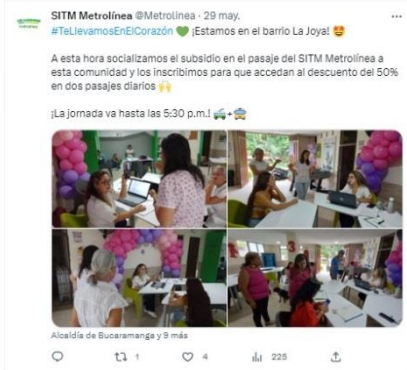 SITM Metrolínea @Metrolinea · 29 may.
#TeLlevamosEnElCorazón 💚 ¡Estamos en el barrio La Joya! 🤩
A esta hora socializamos el subsidio en el pasaje del SITM Metrolínea a
esta comunidad y los inscribimos para que accedan al descuento del 50%
en dos pasajes diarios 🙌
¡La jornada va hasta las 5:30 p.m.! 🚎+🚖
Alcaldía de Bucaramanga y 9 más
1
4
225